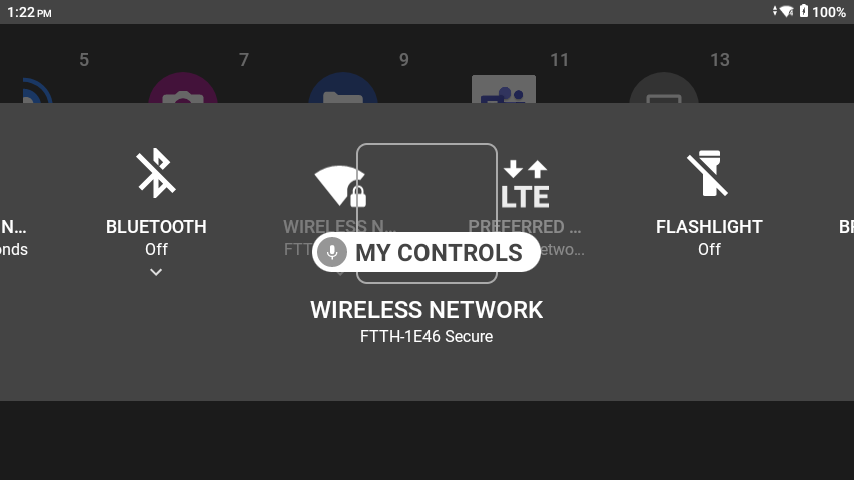 1:22 PM
100%
5 7 9 11 13
LTE
N... BLUETOOTH WIRELESS N... PREFERRED ... FLASHLIGHT
onds Off FTT etwo... Off
MY CONTROLS
WIRELESS NETWORK
FTTH-1E46 Secure